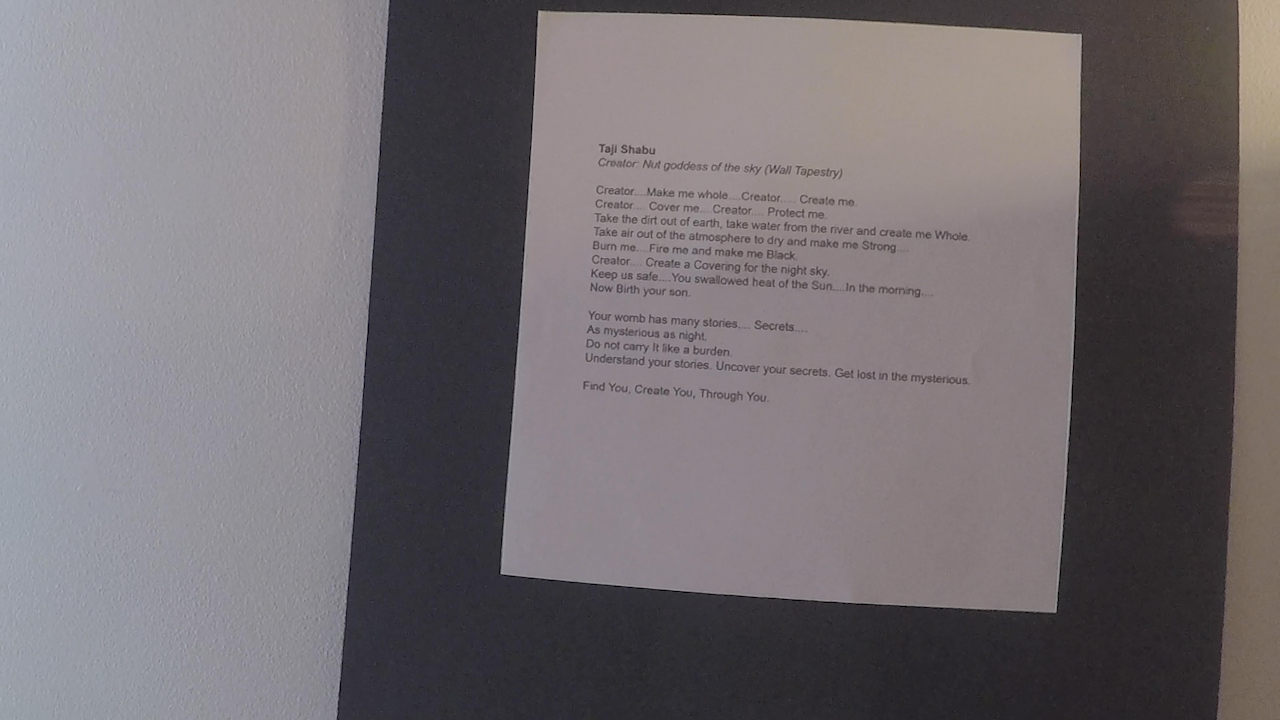 Taji Shabu
Creator: Nut goddess of the sky (Wall Tapestry)
Creator....Make me whole....Creator..... Create me.
Creator.... Cover me... Creator.... Protect me.
Take the dirt out of earth, take water from the river and create me Whole.
Take air out of the atmosphere to dry and make me Strong....
Burn me....Fire me and make me Black.
Creator.... Create a Covering for the night sky.
Keep us safe....You swallowed heat of the Sun....In the morning....
Now Birth your son.
Your womb has many stories.... Secrets....
As mysterious as night.
Do not carry It like a burden.
Understand your stories. Uncover your secrets. Get lost in the mysterious.
Find You, Create You, Through You.